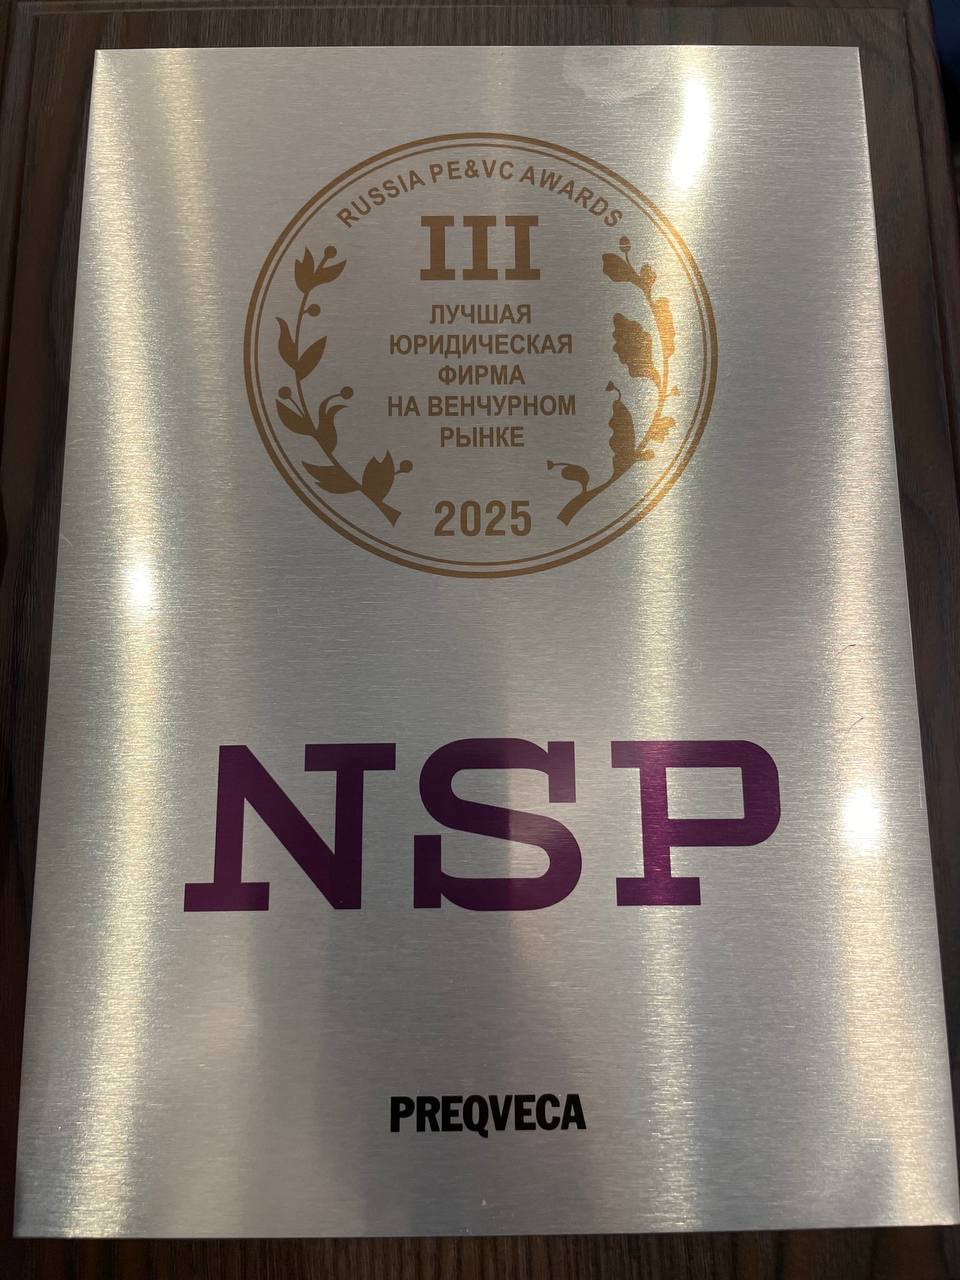 RUSSIA PE&VC AWARDS
III
ЛУЧШАЯ
ЮРИДИЧЕСКАЯ
ФИРМА
НА ВЕНЧУРНОМ
РЫНКЕ
2025
NSP
PREQVECA